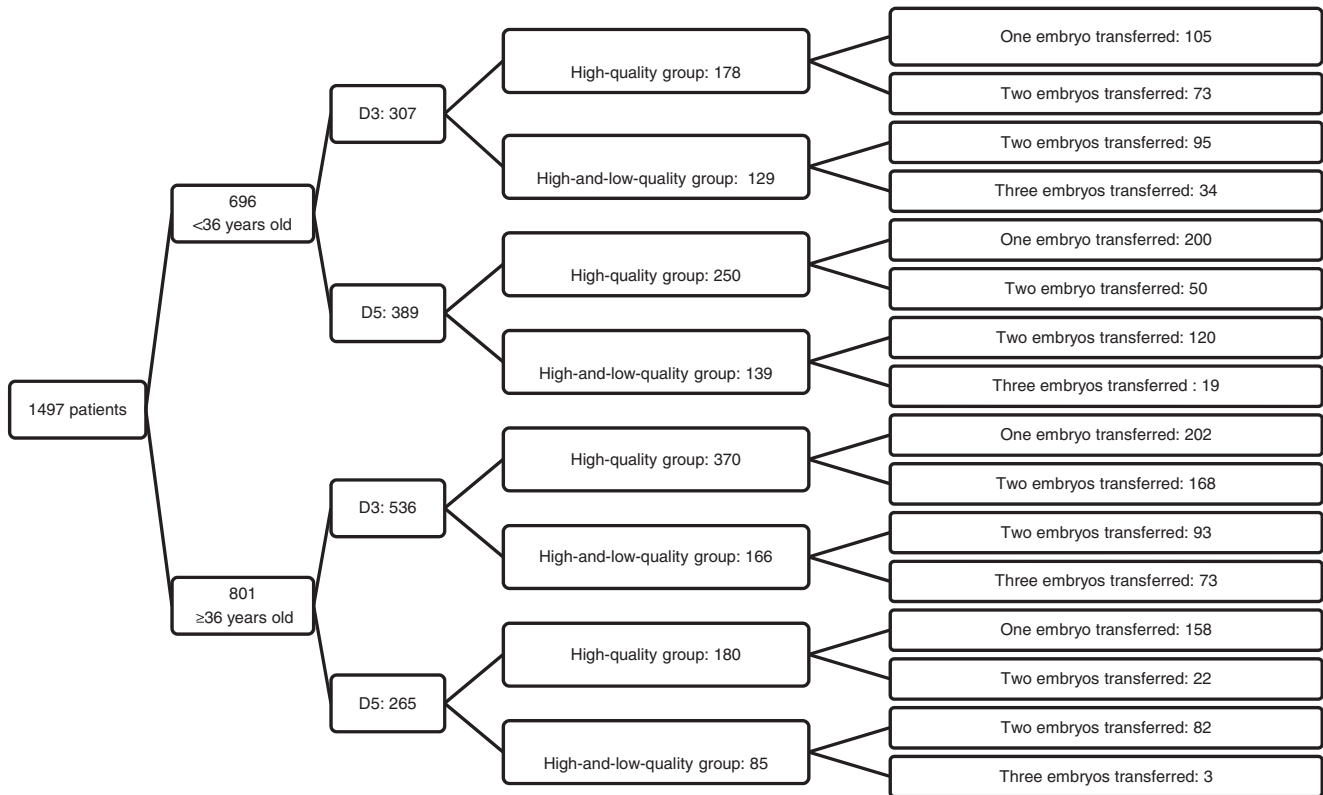 1497 patients
696
<36 years old
801
≥36 years old
D3: 307
D5: 389
D3: 536
D5: 265
High-quality group: 178
High-and-low-quality group:  129
High-quality group: 250
High-and-low-quality group: 139
High-quality group: 370
High-and-low-quality group: 166
High-quality group: 180
High-and-low-quality group: 85
One embryo transferred: 105
Two embryos transferred: 73
Two embryos transferred: 95
Three embryos transferred: 34
One embryo transferred: 200
Two embryo transferred: 50
Two embryos transferred: 120
Three embryos transferred : 19
One embryo transferred: 202
Two embryos transferred: 168
Two embryos transferred: 93
Three embryos transferred: 73
One embryo transferred: 158
Two embryos transferred: 22
Two embryos transferred: 82
Three embryos transferred: 3